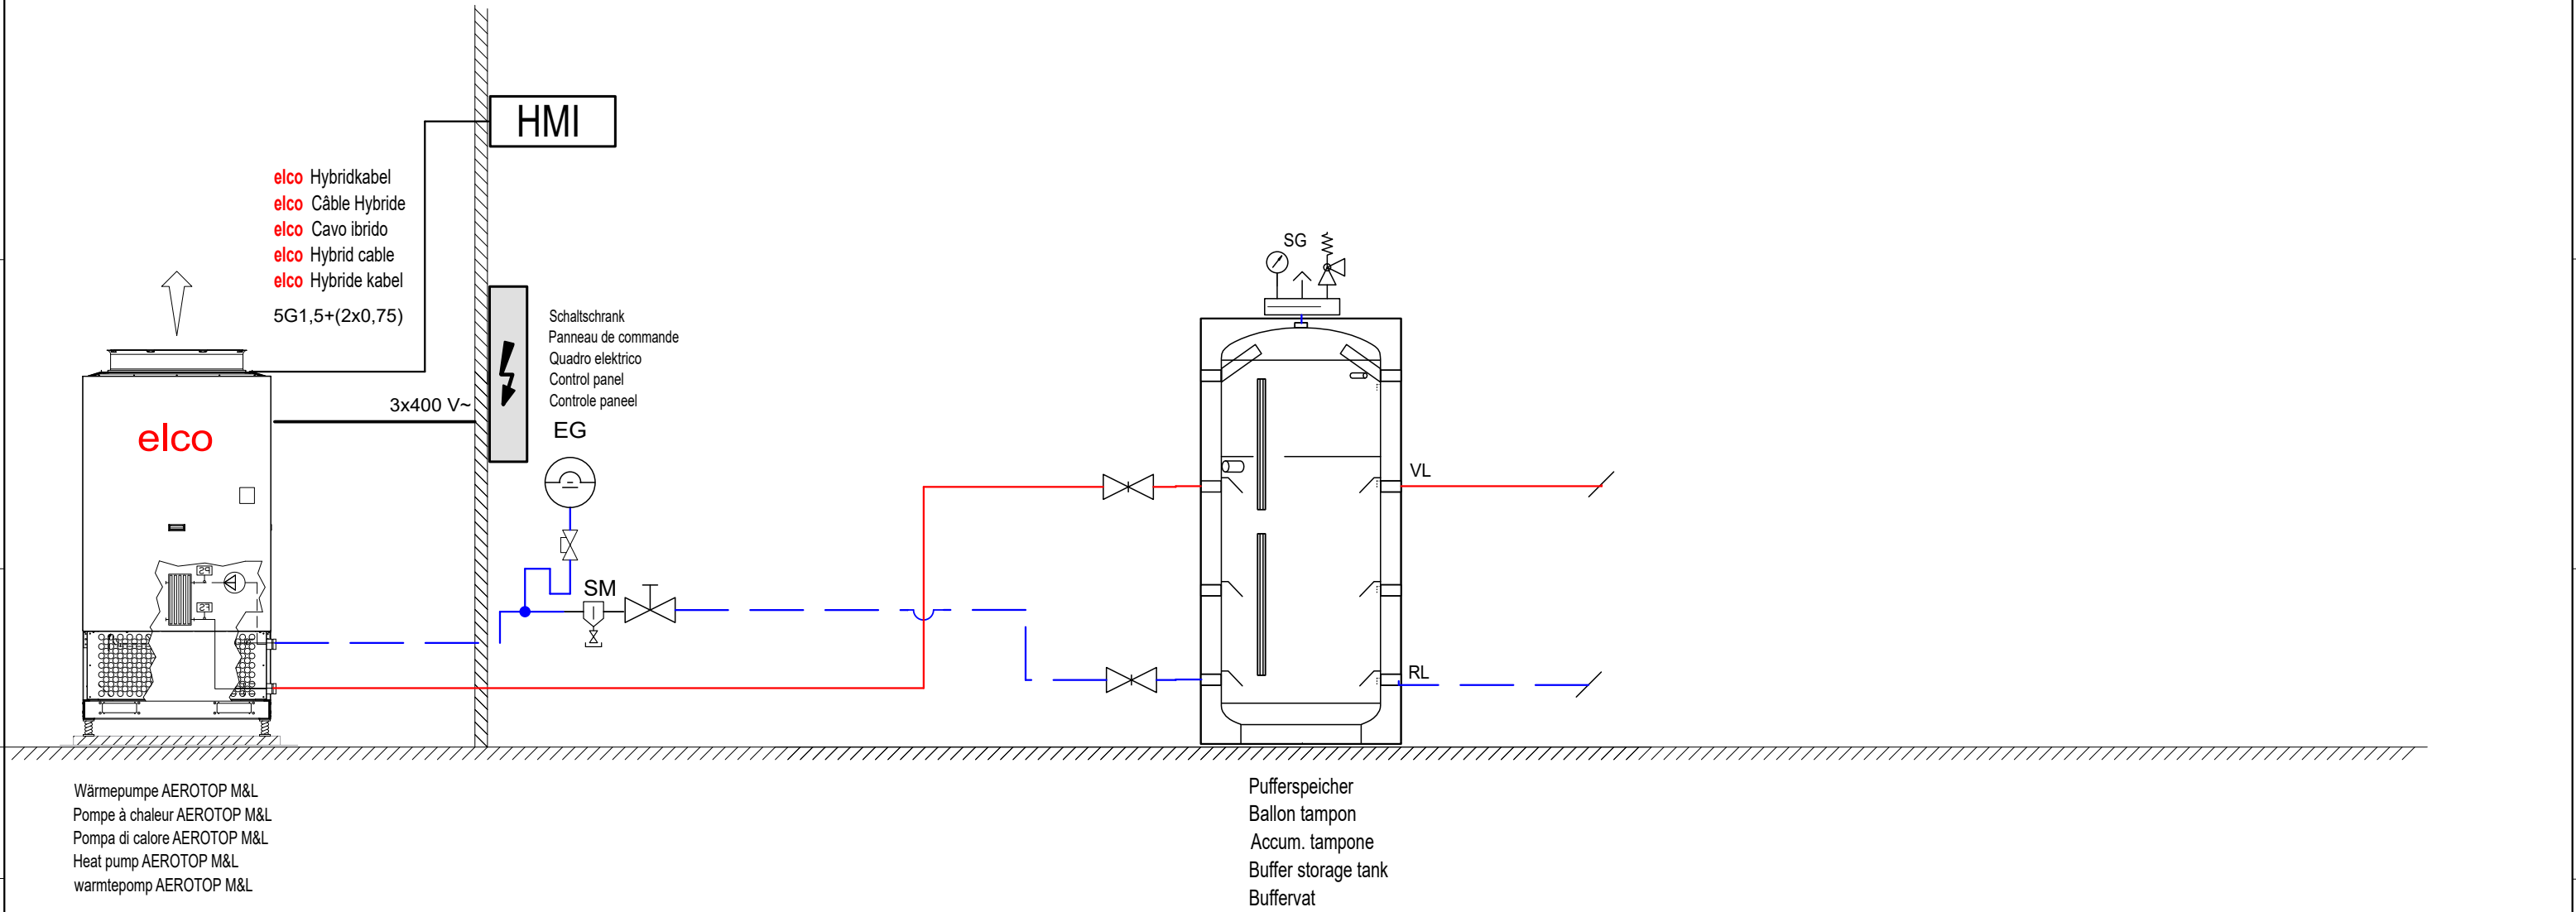 HMI
elco Hybridkabel
elco Câble Hybride
elco Cavo ibrido
elco Hybrid cable
elco Hybride kabel
5G1,5+(2x0,75)
SG
Schaltschrank
Panneau de commande
Quadro elektrico
Control panel
Controle paneel
3x400 V~
EG
elco
VL
SM
RL
Wärmepumpe AEROTOP M&L
Pompe à chaleur AEROTOP M&L
Pompa di calore AEROTOP M&L
Heat pump AEROTOP M&L
warmtepomp AEROTOP M&L
Pufferspeicher
Ballon tampon
Accum. tampone
Buffer storage tank
Buffervat